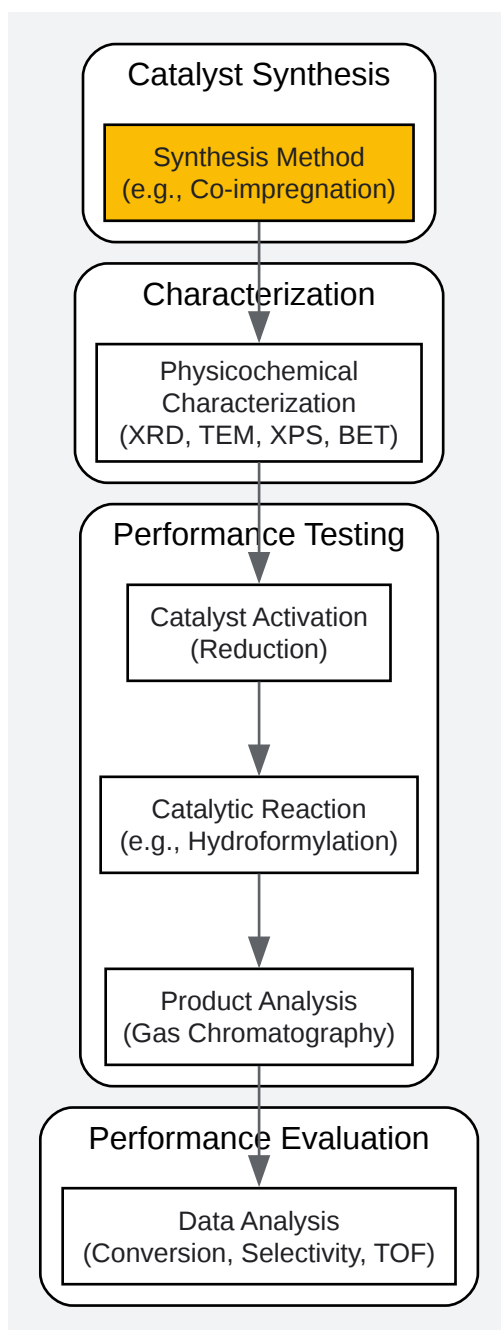 Catalyst Synthesis
Synthesis Method
(e.g., Co-impregnation)
Characterization
Physicochemical
Characterization
(XRD, TEM, XPS, BET)
Performance Testing
Catalyst Activation
(Reduction)
Catalytic Reaction
(e.g., Hydroformylation)
Product Analysis
(Gas Chromatography)
Performance Evaluation
Data Analysis
(Conversion, Selectivity, TOF)